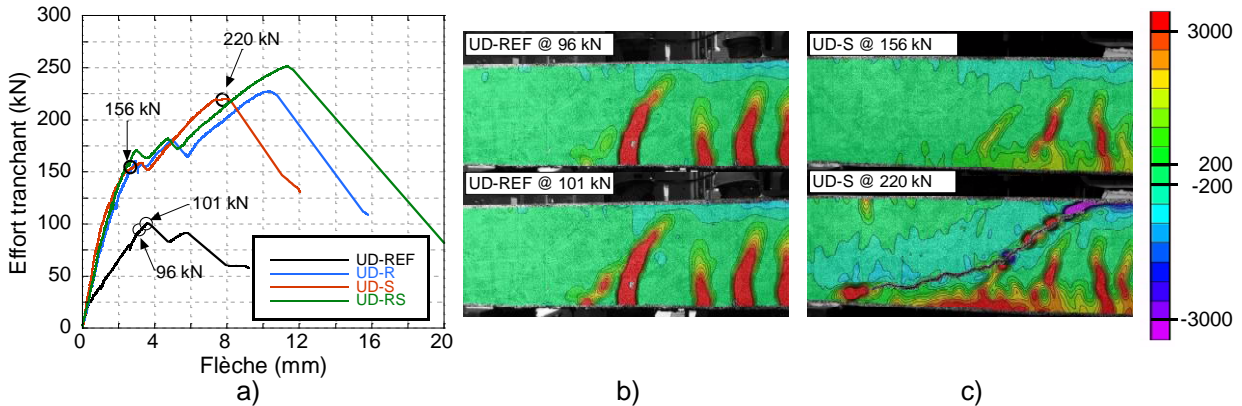 300
250
200
150
100
50
0
Effort tranchant (kN)
0
4
8
12
16
20
Flèche (mm)
220 kN
156 kN
101 kN
96 kN
UD-REF
UD-R
UD-S
UD-RS
a)
UD-REF @ 96 kN
UD-REF @ 101 kN
b)
UD-S @ 156 kN
UD-S @ 220 kN
c)
3000
200
-200
-3000